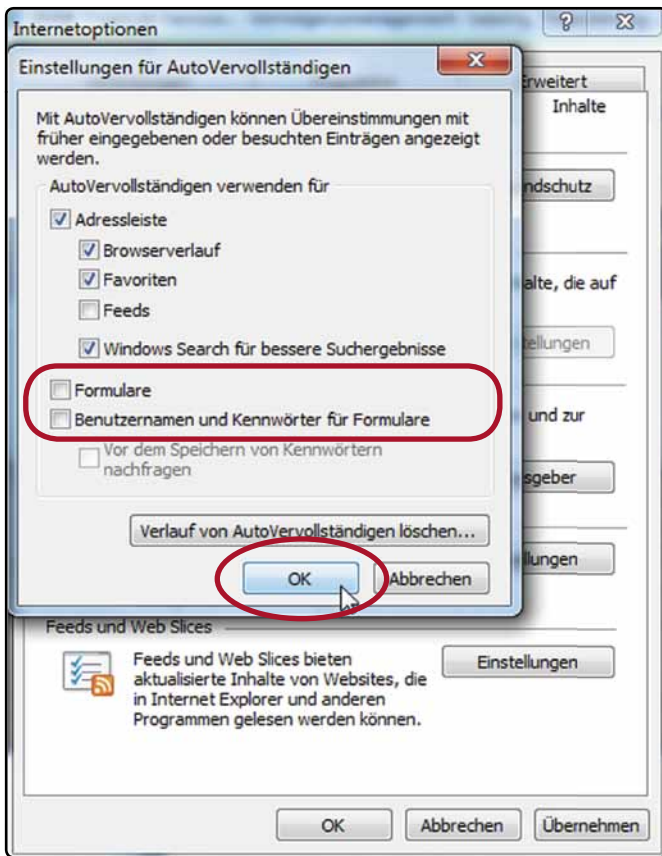 Internetoptionen
Einstellungen für AutoVervollständigen
Erweitert
Inhalte
Mit AutoVervollständigen können Übereinstimmungen mit
früher eingegebenen oder besuchten Einträgen angezeigt
werden.
AutoVervollständigen verwenden für
ndschutz
Adressleiste
Browserverlauf
Favoriten
alte, die auf
Feeds
Windows Search für bessere Suchergebnisse
ellungen
Formulare
Benutzernamen und Kennwörter für Formulare
und zur
Vor dem Speichern von Kennwörtern
nachfragen
sgeber
Verlauf von AutoVervollständigen löschen...
llungen
OK
Abbrechen
Feeds und Web Slices
Feeds und Web Slices bieten
aktualisierte Inhalte von Websites, die
in Internet Explorer und anderen
Programmen gelesen werden können.
Einstellungen
OK
Abbrechen
Übernehmen